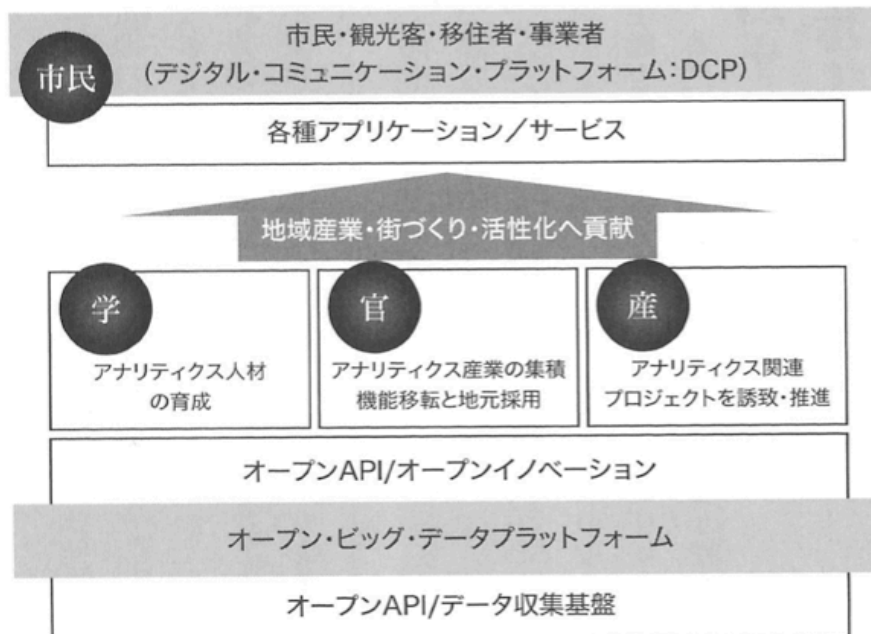 市民・観光客・移住者・事業者
市民
(デジタル・コミュニケーション・プラットフォーム:DCP)
各種アプリケーション/サービス
地域産業・街づくり・活性化へ貢献
学
アナリティクス人材
の育成
官
アナリティクス産業の集積
機能移転と地元採用
産
アナリティクス関連
プロジェクトを誘致・推進
オープンAPI/オープンイノベーション
オープン・ビッグ・データプラットフォーム
オープンAPI/データ収集基盤